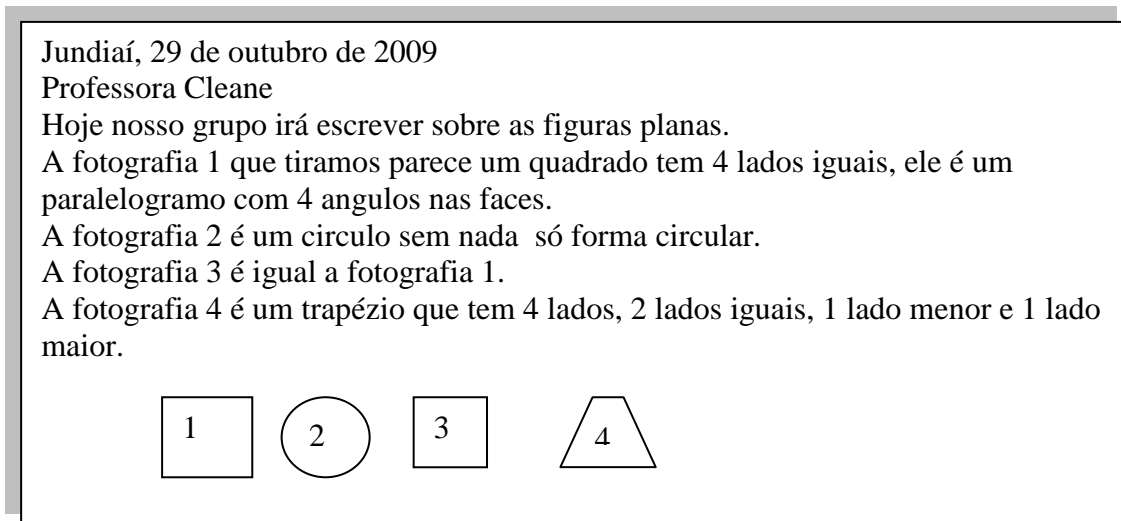 Jundiaí, 29 de outubro de 2009
Professora Cleane
Hoje nosso grupo irá escrever sobre as figuras planas.
A fotografia 1 que tiramos parece um quadrado tem 4 lados iguais, ele é um
paralelogramo com 4 angulos nas faces.
A fotografia 2 é um circulo sem nada  só forma circular.
A fotografia 3 é igual a fotografia 1.
A fotografia 4 é um trapézio que tem 4 lados, 2 lados iguais, 1 lado menor e 1 lado
maior.
1 2 3 4